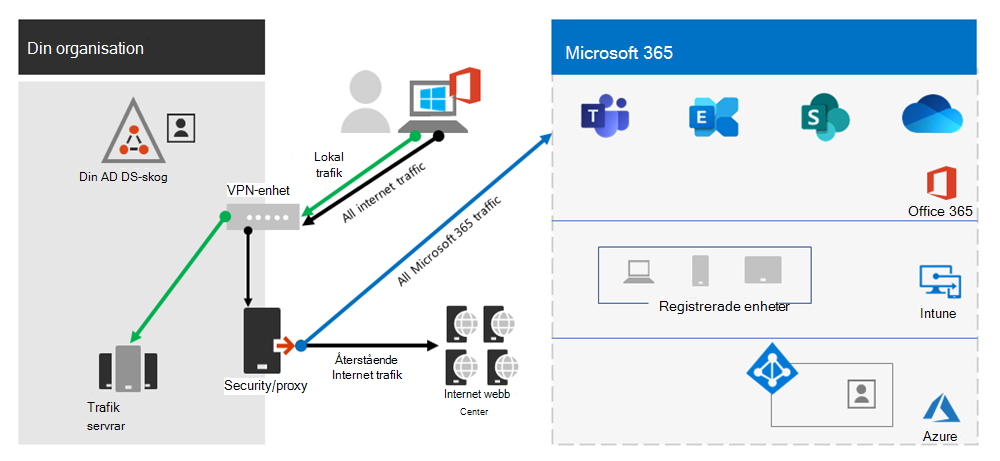 Din organisation
Microsoft 365
Din AD DS-skog
VPN-enhet
Lokal
trafik
All internet traffic
All Microsoft 365 traffic
T
E
S
Office 365
Registrerade enheter
Intune
Azure
Återstående
Internet trafik
Security/proxy
Internet webb
Center
Trafik
servrar